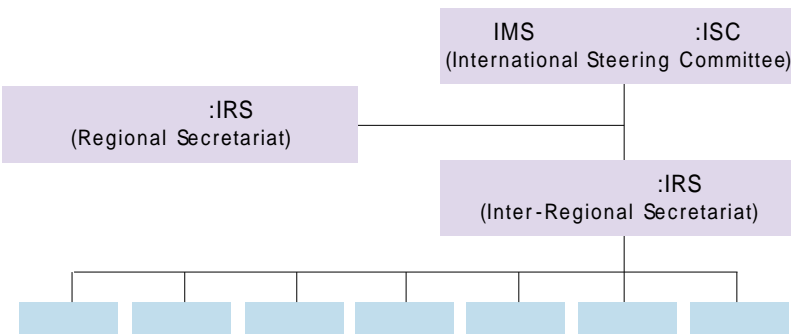 IMS :ISC
(International Steering Committee)
:IRS
(Regional Secretariat)
:IRS
(Inter-Regional Secretariat)